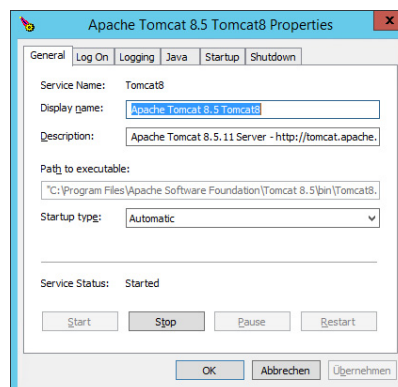 Apache Tomcat 8.5 Tomcat8 Properties
x
General Log On Logging Java Startup Shutdown
Service Name: Tomcat8
Display name: Apache Tomcat 8.5 Tomcat8
Description: Apache Tomcat 8.5.11 Server - http://tomcat.apache.
Path to executable:
"C:\Program Files\Apache Software Foundation\Tomcat 8.5\bin\Tomcat8.
Startup type: Automatic
Service Status: Started
Start Stop Pause Restart
OK Abbrechen Übernehmen